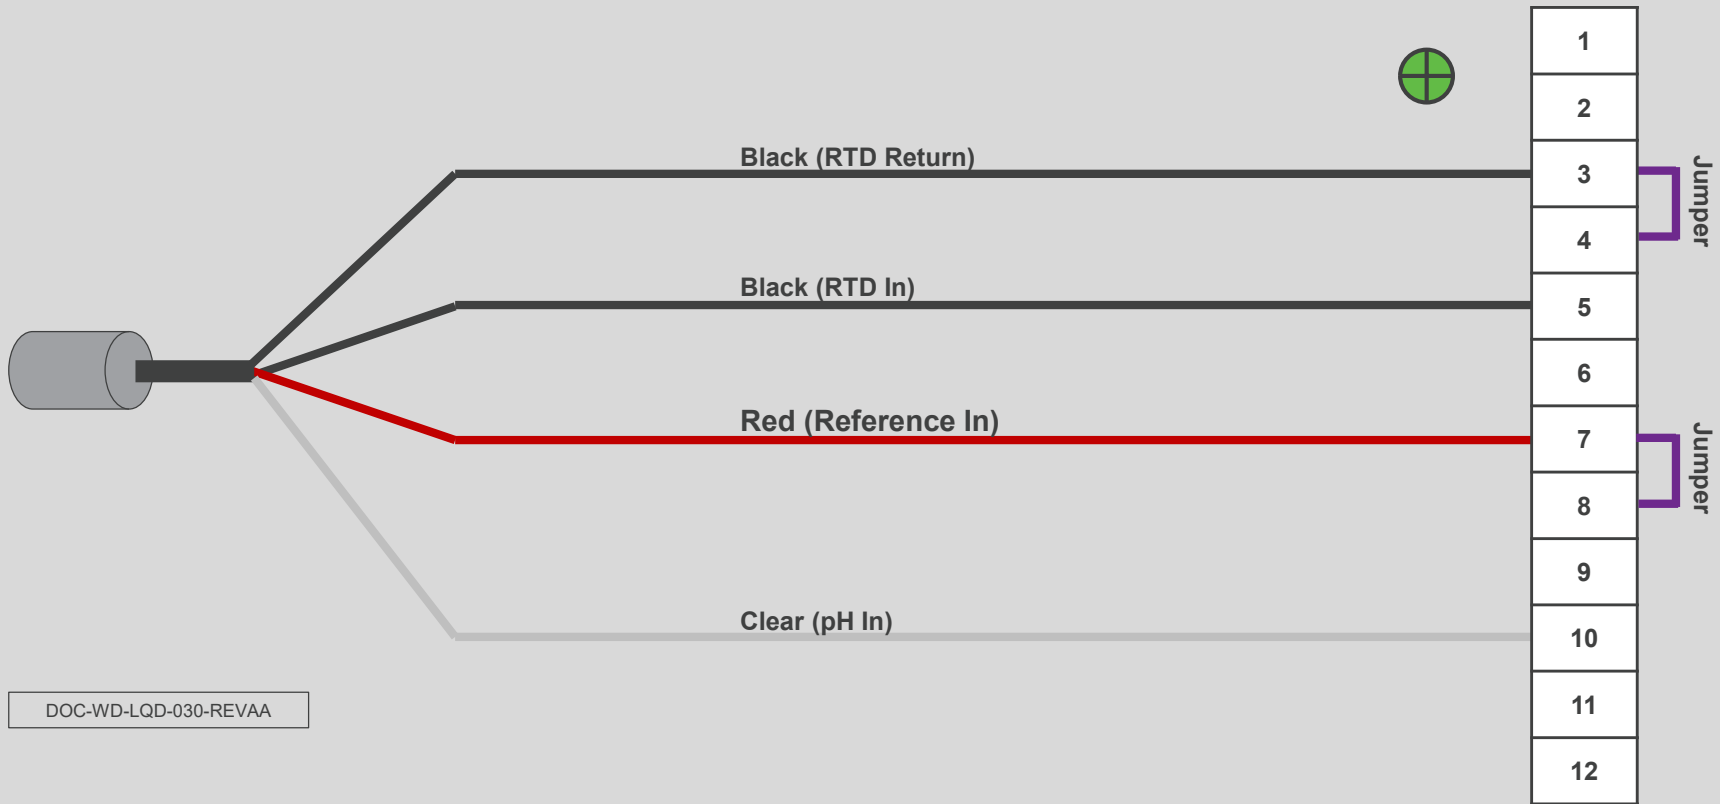 1
2
Black (RTD Return)
3
Jumper
4
Black (RTD In)
5
6
Red (Reference In)
7
Jumper
8
9
Clear (pH In)
10
DOC-WD-LQD-030-REVAA
11
12